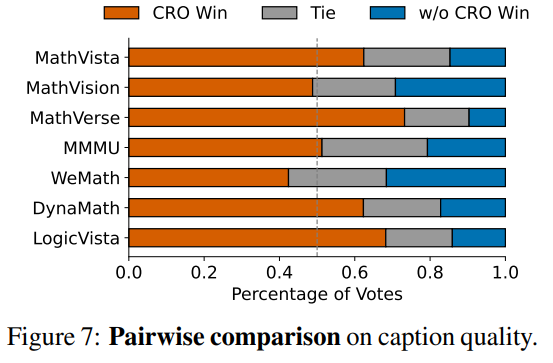 CRO Win Tie w/o CRO Win
MathVista
MathVision
MathVerse
MMMU
WeMath
DynaMath
LogicVista
0.0 0.2 0.4 0.6 0.8 1.0
Percentage of Votes
Figure 7: Pairwise comparison on caption quality.